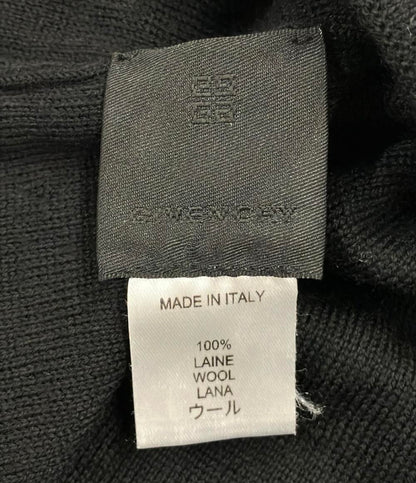 GIVENCHY
MADE IN ITALY
100%
LAINE
WOOL
LANA
ウール